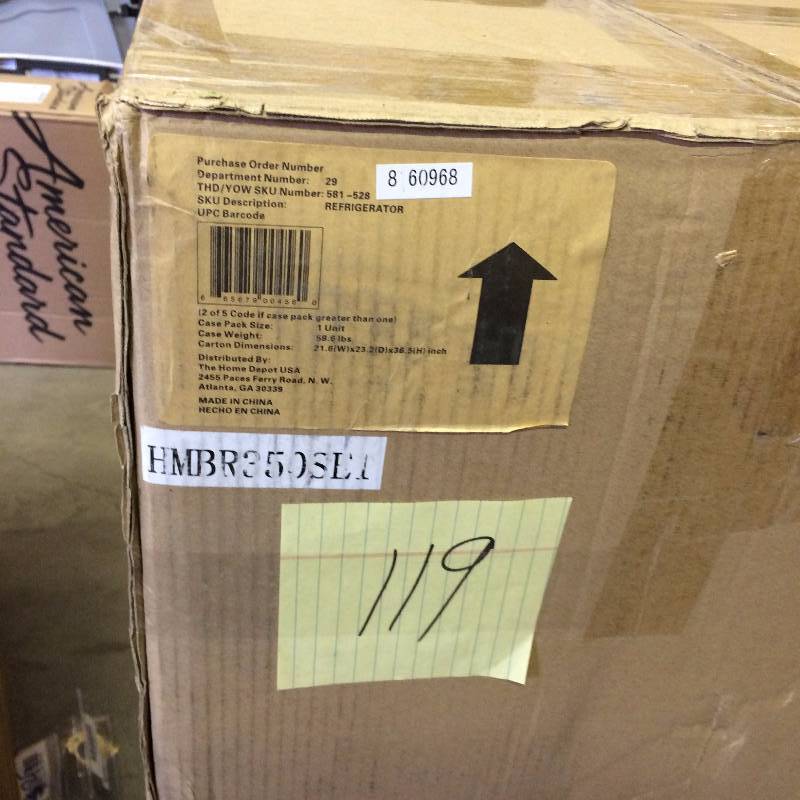 American
Standard
Purchase Order Number
Department Number: 29
8 60968
THD/YOW SKU Number: 581-528
SKU Description: REFRIGERATOR
UPC Barcode
(2 of 5 Code if case pack greater than one)
Case Pack Size: 1 Unit
Case Weight: 58.6 lbs
Carton Dimensions: 21.6(W)x23.2(D)x36.5(H) inch
Distributed By:
The Home Depot USA
2455 Paces Ferry Road, N. W.
Atlanta, GA 30339
MADE IN CHINA
HECHO EN CHINA
HMBR350SE1
119